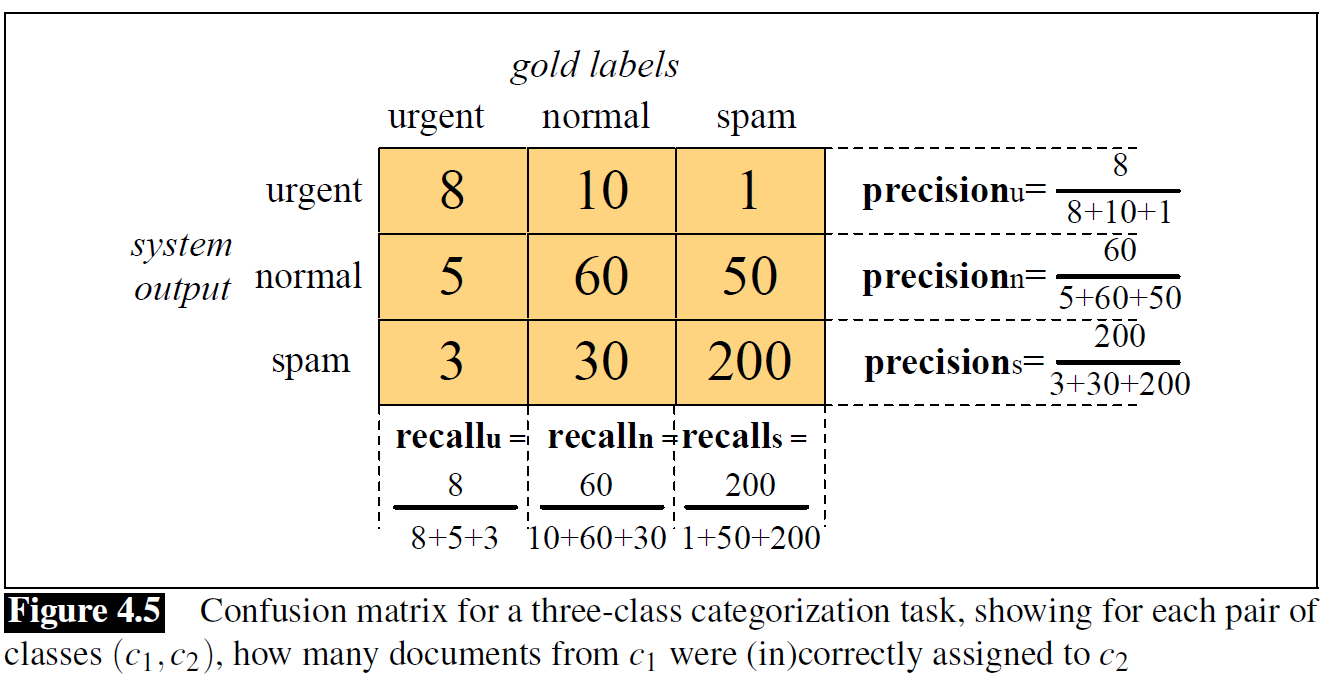 gold labels
urgent normal spam
urgent 8 10 1 precisionu= 8 / 8+10+1
system output
normal 5 60 50 precisionn= 60 / 5+60+50
spam 3 30 200 precisions= 200 / 3+30+200
recallu = recalln = recalls =
8 60 200
8+5+3 10+60+30 1+50+200
Figure 4.5 Confusion matrix for a three-class categorization task, showing for each pair of
classes (c1,c2), how many documents from c1 were (in)correctly assigned to c2